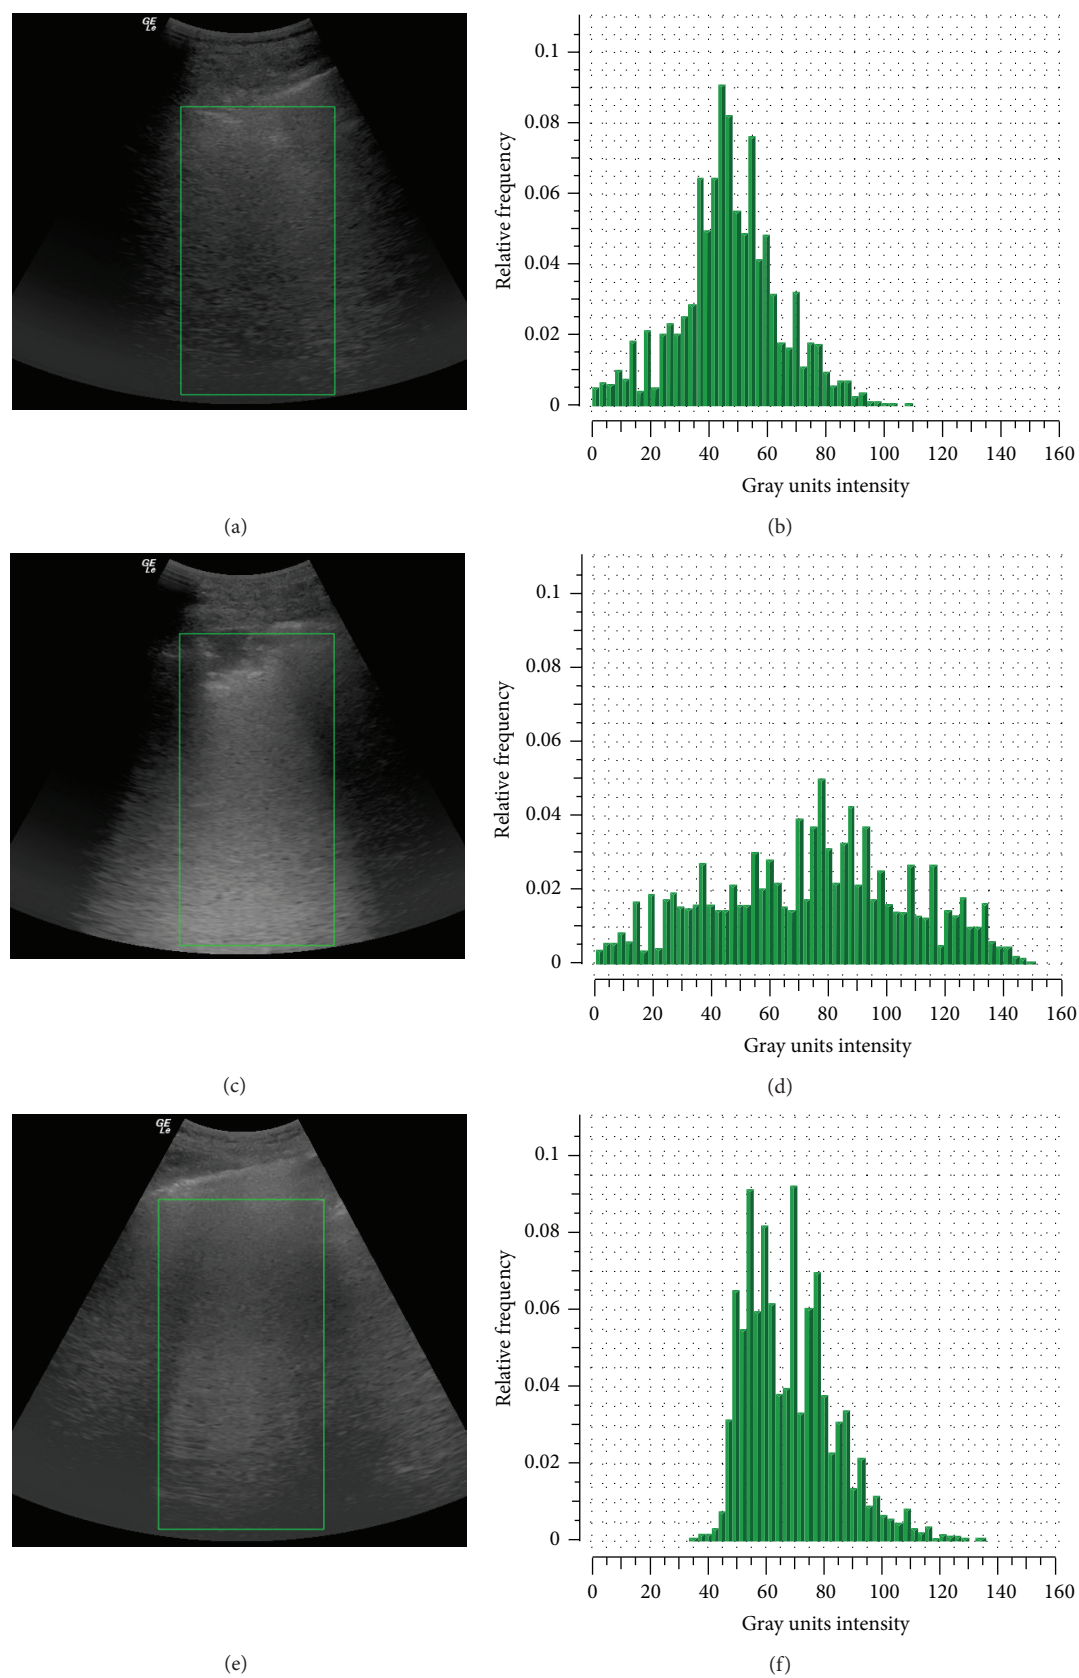 GE
Le
0.1
0.08
0.06
0.04
0.02
0
Relative frequency
0 20 40 60 80 100 120 140 160
Gray units intensity
(a)
(b)
GE
Le
0.1
0.08
0.06
0.04
0.02
0
Relative frequency
0 20 40 60 80 100 120 140 160
Gray units intensity
(c)
(d)
GE
Le
0.1
0.08
0.06
0.04
0.02
0
Relative frequency
0 20 40 60 80 100 120 140 160
Gray units intensity
(e)
(f)